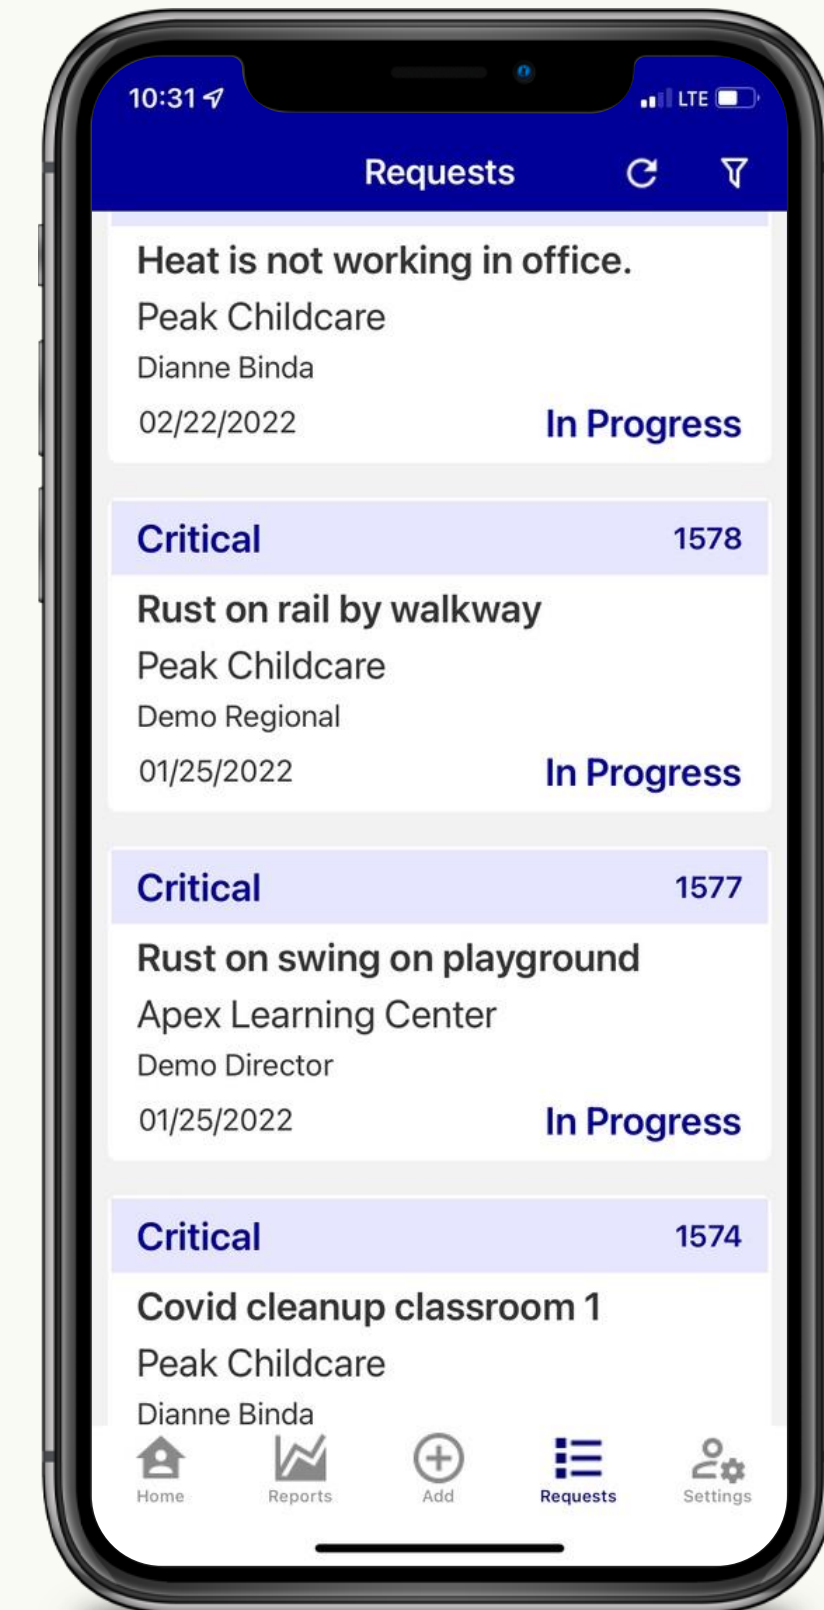 10:31 LTE
Requests
Heat is not working in office.
Peak Childcare
Dianne Binda
02/22/2022 In Progress
Critical 1578
Rust on rail by walkway
Peak Childcare
Demo Regional
01/25/2022 In Progress
Critical 1577
Rust on swing on playground
Apex Learning Center
Demo Director
01/25/2022 In Progress
Critical 1574
Covid cleanup classroom 1
Peak Childcare
Dianne Binda
Home Reports Add Requests Settings